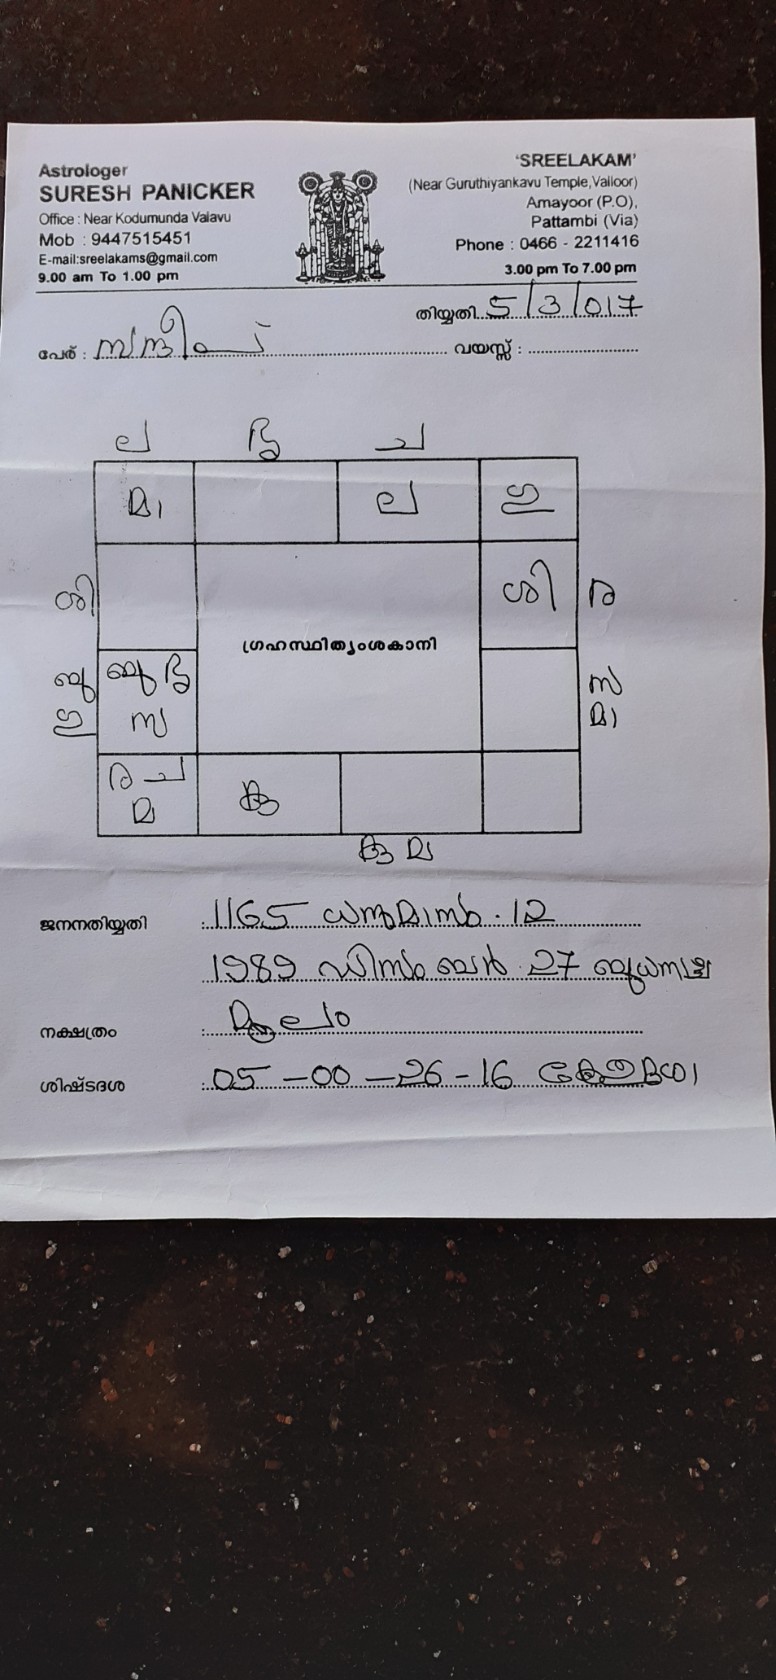 Astrologer
SURESH PANICKER
Office : Near Kodumunda Valavu
Mob : 9447515451
E-mail:sreelakams@gmail.com
9.00 am To 1.00 pm
'SREELAKAM'
(Near Guruthiyankavu Temple,Valloor)
Amayoor (P.O),
Pattambi (Via)
Phone : 0466 - 2211416
3.00 pm To 7.00 pm
തിയ്യതി 5/3/017
പേര് : സന്ദീപ് വയസ്സ് :
ല ച
മാ ല ഗു
ശി ശി ര
ഗ്രഹസ്ഥിത്യംശകാനി
ബു ബു സ
ഗു സ മാ
ര ച
മ കു
കു മ
ജനനതിയ്യതി : 1165 ധനുമാസം 12
1989 ഡിസംബർ 27 ബുധനാഴ്ച
നക്ഷത്രം : മൂലം
ശിഷ്ടദശ : 05 - 00 - 26 - 16 കേതുദശ